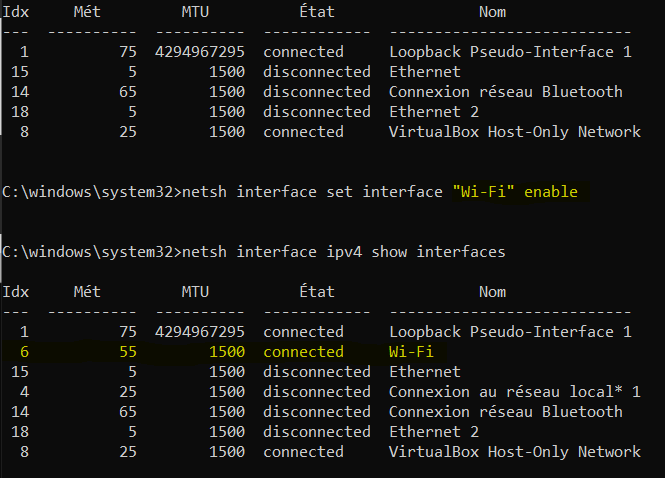 Idx     Mét         MTU          État                Nom
---  ----------  ----------  ------------  ---------------------------
  1          75  4294967295  connected     Loopback Pseudo-Interface 1
 15           5        1500  disconnected  Ethernet
 14          65        1500  disconnected  Connexion réseau Bluetooth
 18           5        1500  disconnected  Ethernet 2
  8          25        1500  connected     VirtualBox Host-Only Network
C:\windows\system32>netsh interface set interface "Wi-Fi" enable
C:\windows\system32>netsh interface ipv4 show interfaces
Idx     Mét         MTU          État                Nom
---  ----------  ----------  ------------  ---------------------------
  1          75  4294967295  connected     Loopback Pseudo-Interface 1
  6          55        1500  connected     Wi-Fi
 15           5        1500  disconnected  Ethernet
  4          25        1500  disconnected  Connexion au réseau local* 1
 14          65        1500  disconnected  Connexion réseau Bluetooth
 18           5        1500  disconnected  Ethernet 2
  8          25        1500  connected     VirtualBox Host-Only Network